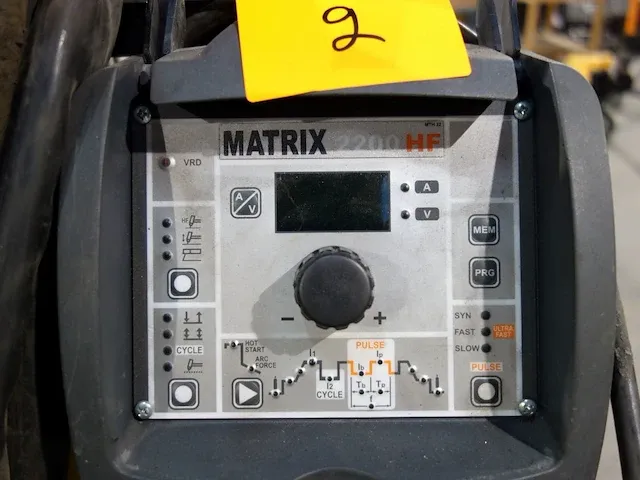 2
MATRIX 2200 HF
VRD
A/V
A
V
HF
MEM
PRG
− +
SYN
FAST ULTRA FAST
SLOW
HOT START
ARC FORCE
I1
I2
CYCLE
PULSE
Ip
Ib
Tb Tp
t
CYCLE
PULSE